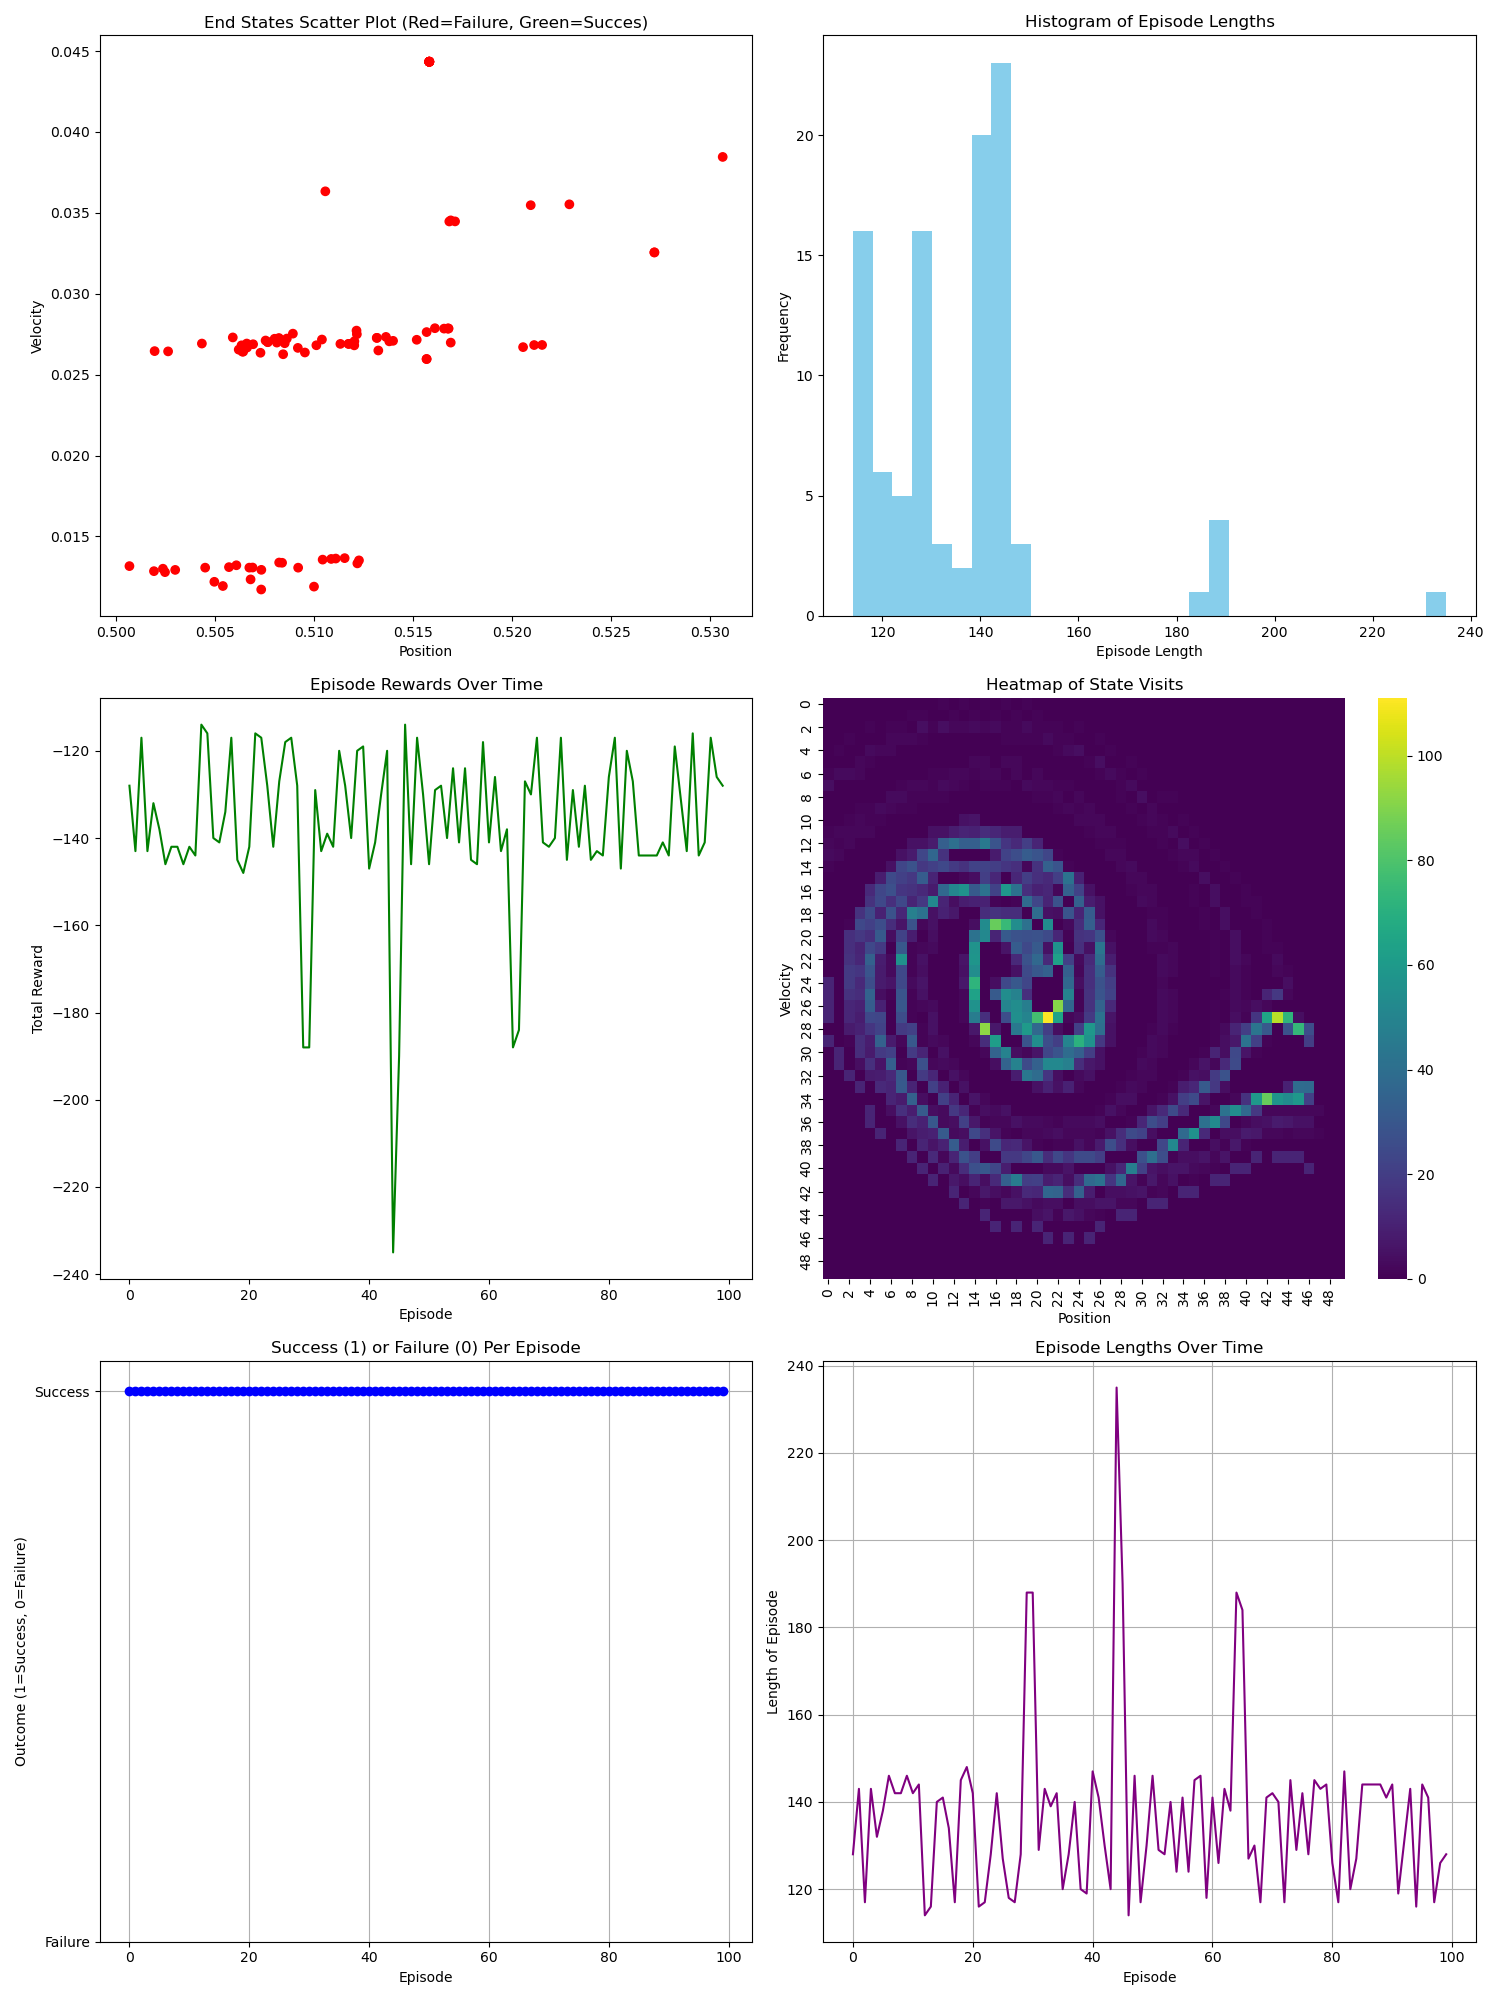 End States Scatter Plot (Red=Failure, Green=Succes)
0.045
0.040
0.035
0.030
0.025
0.020
0.015
Velocity
0.500 0.505 0.510 0.515 0.520 0.525 0.530
Position
Histogram of Episode Lengths
20
15
10
5
0
Frequency
120 140 160 180 200 220 240
Episode Length
Episode Rewards Over Time
−120
−140
−160
−180
−200
−220
−240
Total Reward
0 20 40 60 80 100
Episode
Heatmap of State Visits
0
2
4
6
8
10
12
14
16
18
20
22
24
26
28
30
32
34
36
38
40
42
44
46
48
Velocity
0 2 4 6 8 10 12 14 16 18 20 22 24 26 28 30 32 34 36 38 40 42 44 46 48
Position
100
80
60
40
20
0
Success (1) or Failure (0) Per Episode
Success
Failure
Outcome (1=Success, 0=Failure)
0 20 40 60 80 100
Episode
Episode Lengths Over Time
240
220
200
180
160
140
120
Length of Episode
0 20 40 60 80 100
Episode